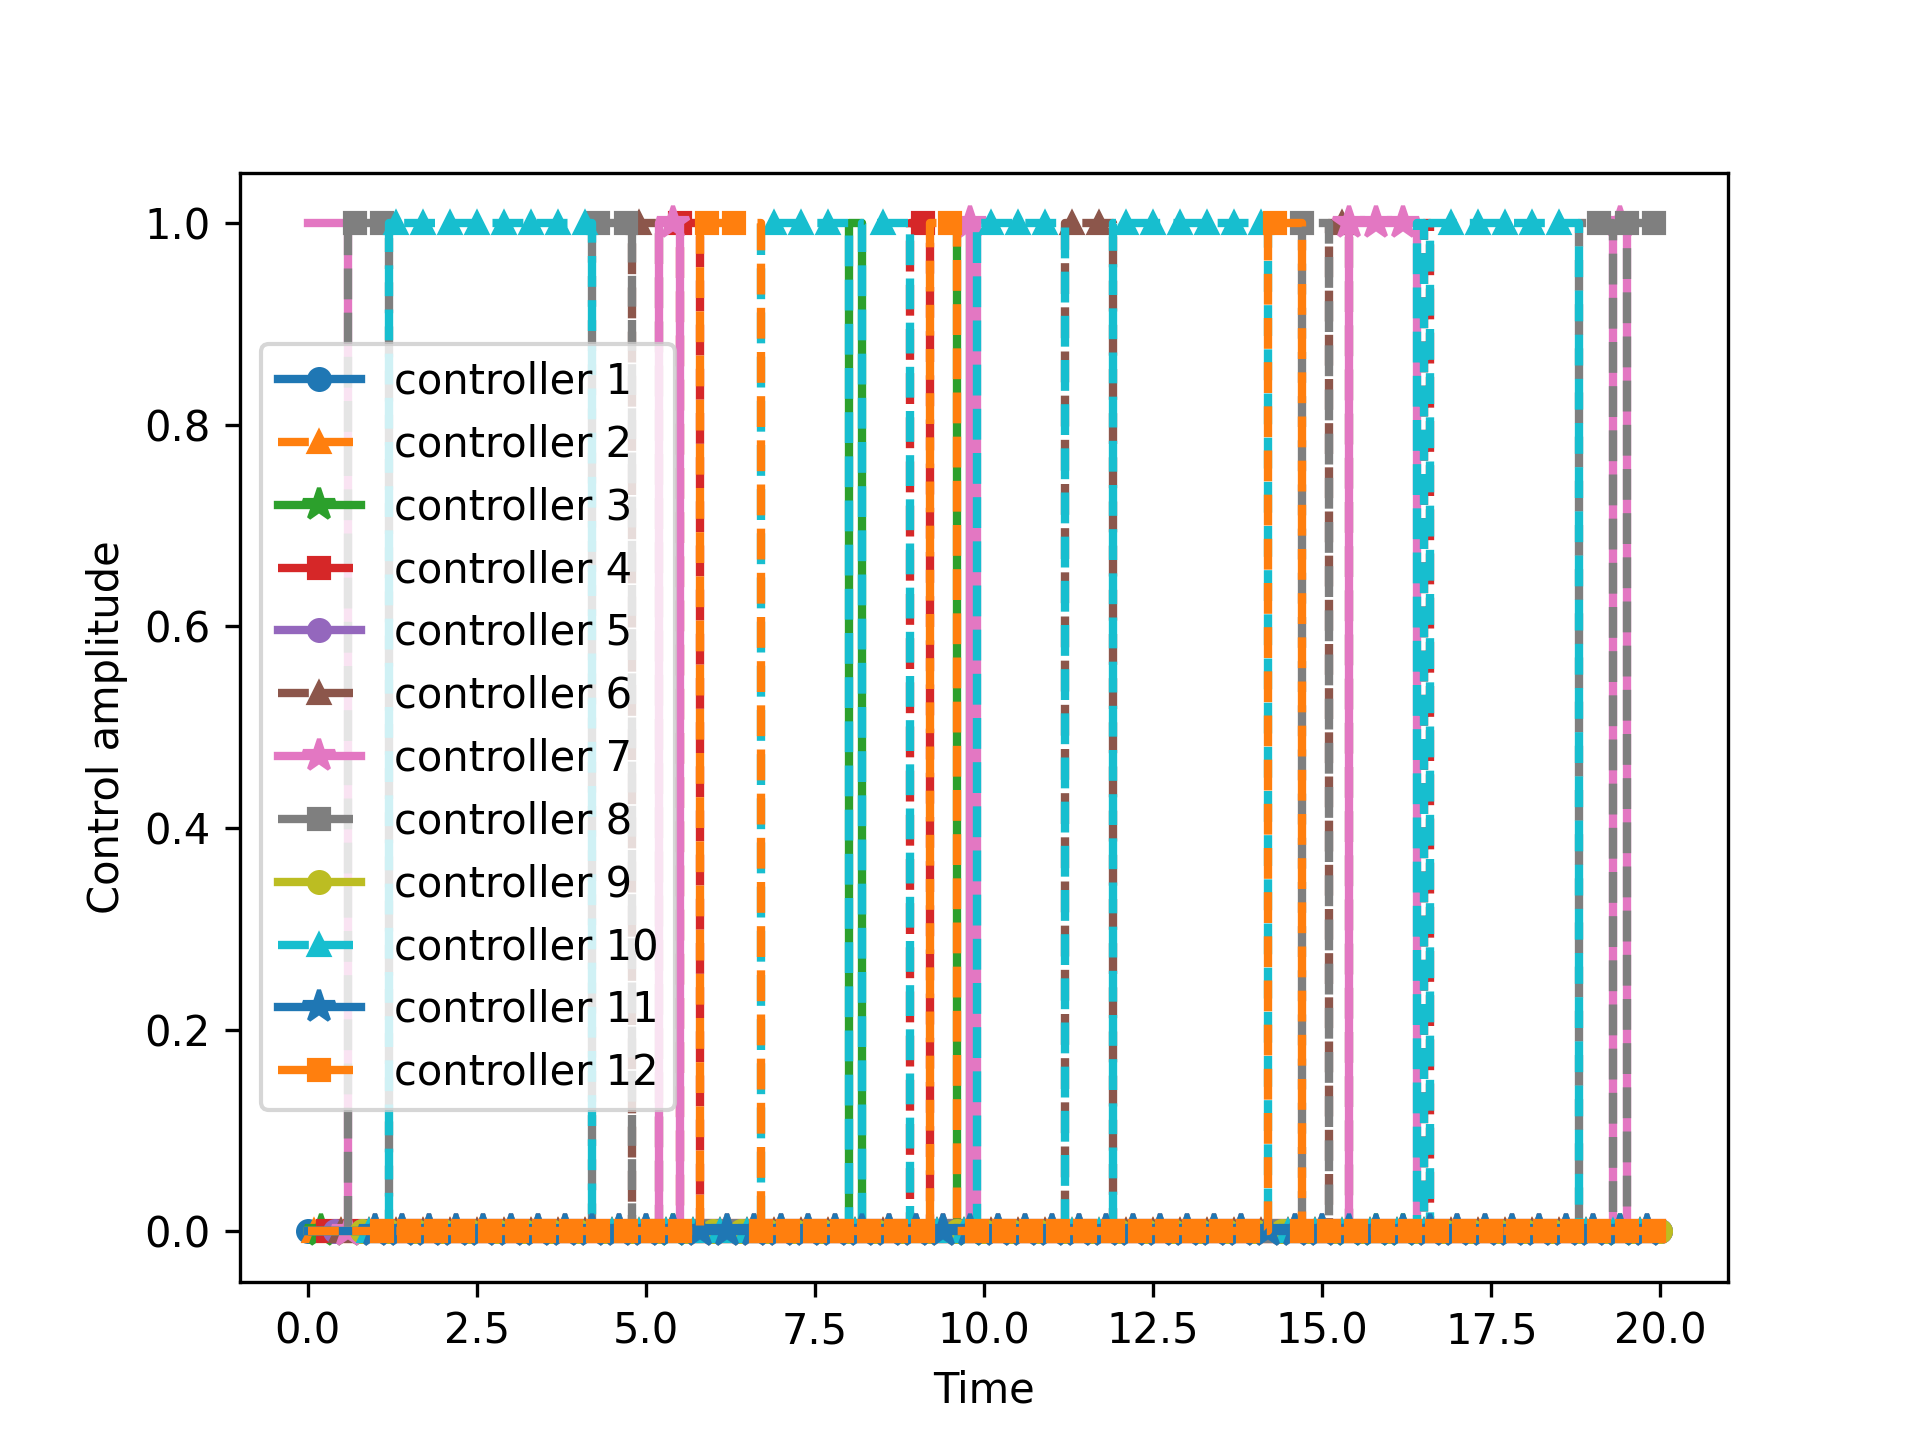 1.0
0.8
0.6
0.4
0.2
0.0
Control amplitude
controller 1
controller 2
controller 3
controller 4
controller 5
controller 6
controller 7
controller 8
controller 9
controller 10
controller 11
controller 12
0.0 2.5 5.0 7.5 10.0 12.5 15.0 17.5 20.0
Time